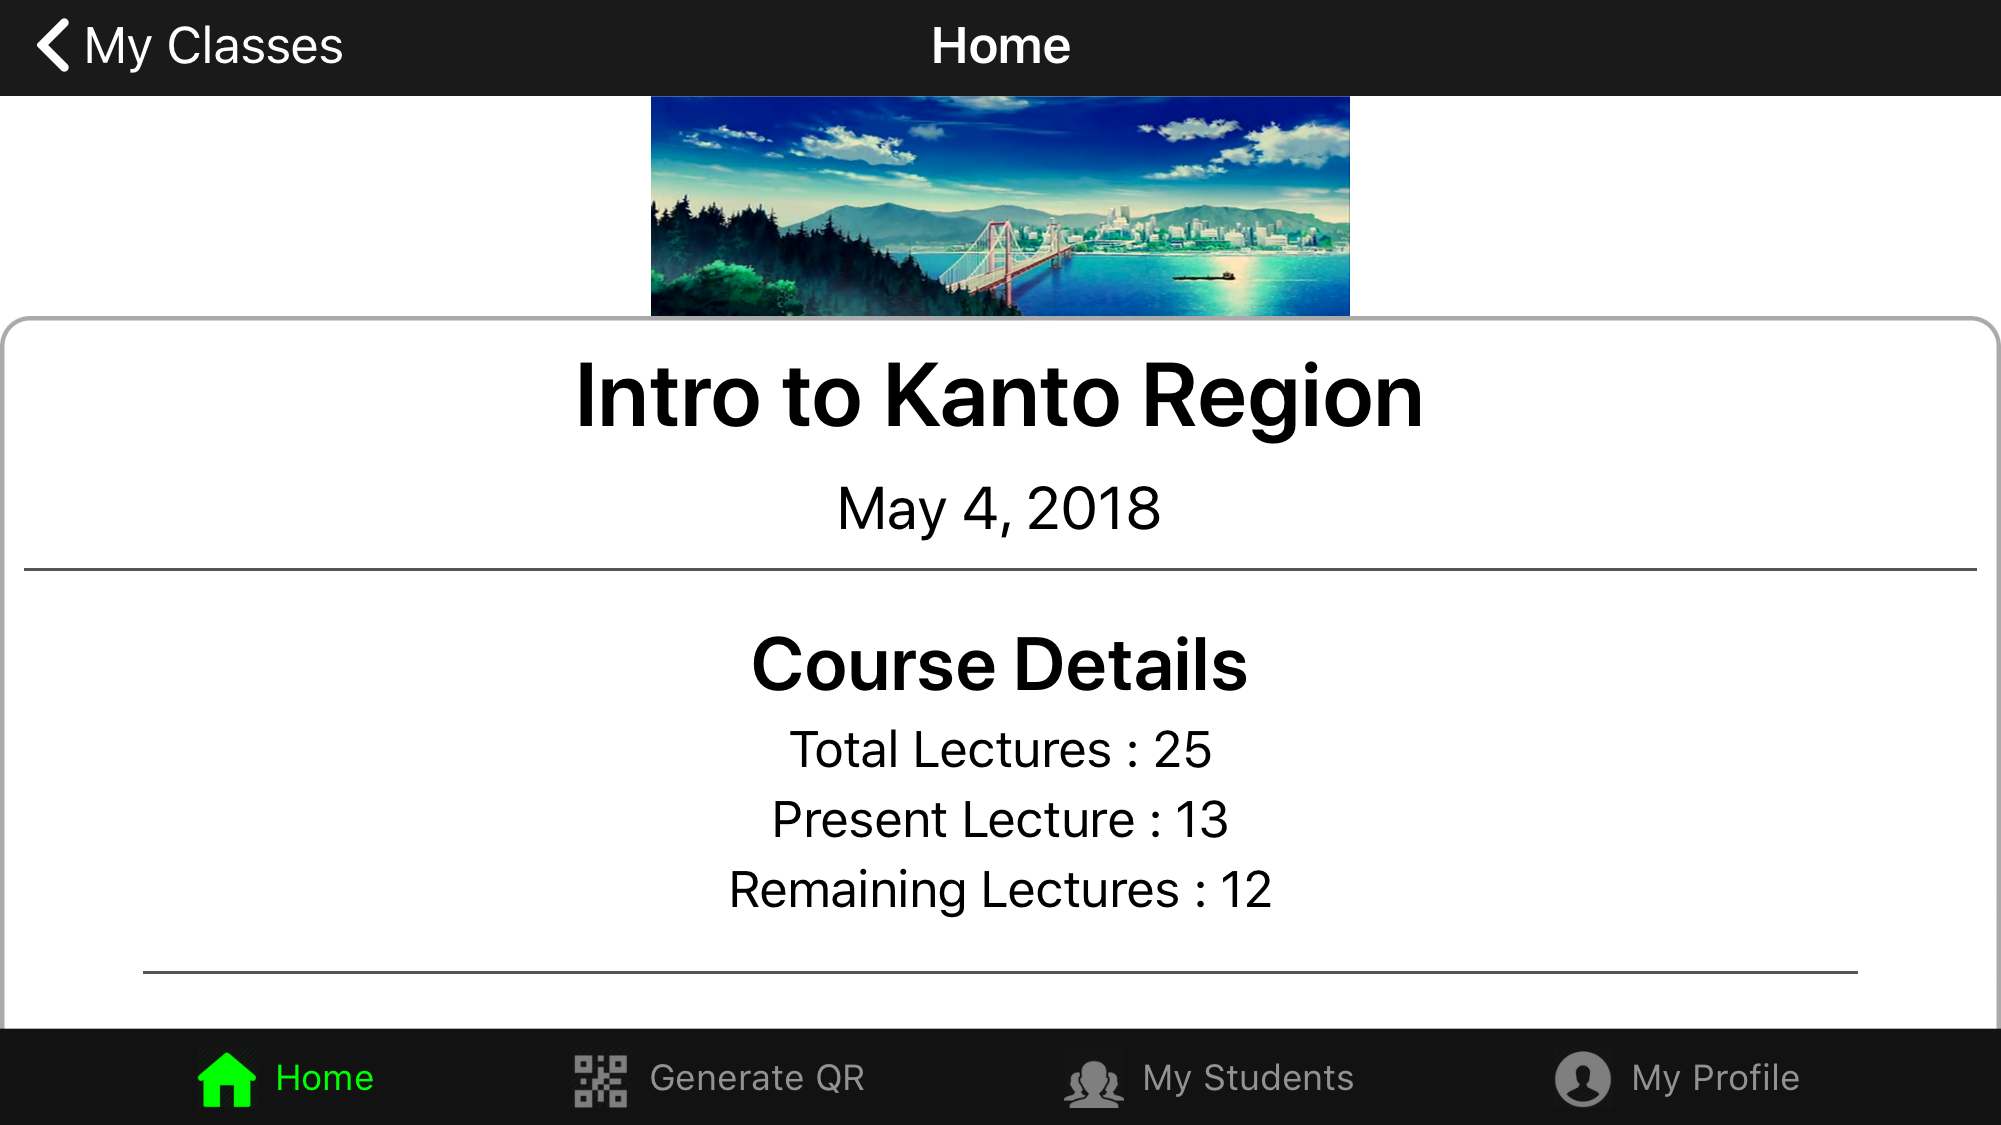 My Classes
Home
Intro to Kanto Region
May 4, 2018
Course Details
Total Lectures : 25
Present Lecture : 13
Remaining Lectures : 12
Home
Generate QR
My Students
My Profile